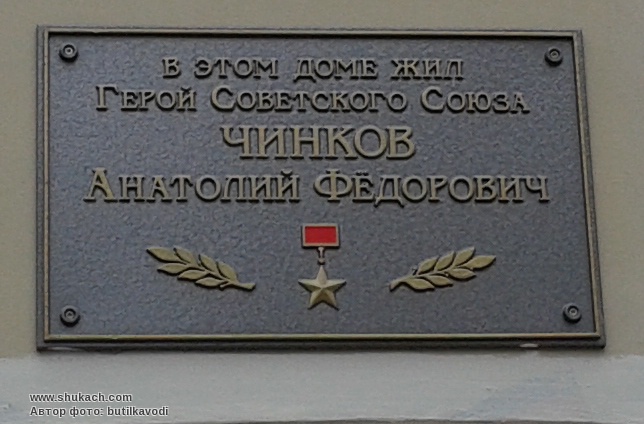 В ЭТОМ ДОМЕ ЖИЛ
ГЕРОЙ СОВЕТСКОГО СОЮЗА
ЧИНКОВ
АНАТОЛИЙ ФЁДОРОВИЧ
www.shukach.com
Автор фото: butilkavodi